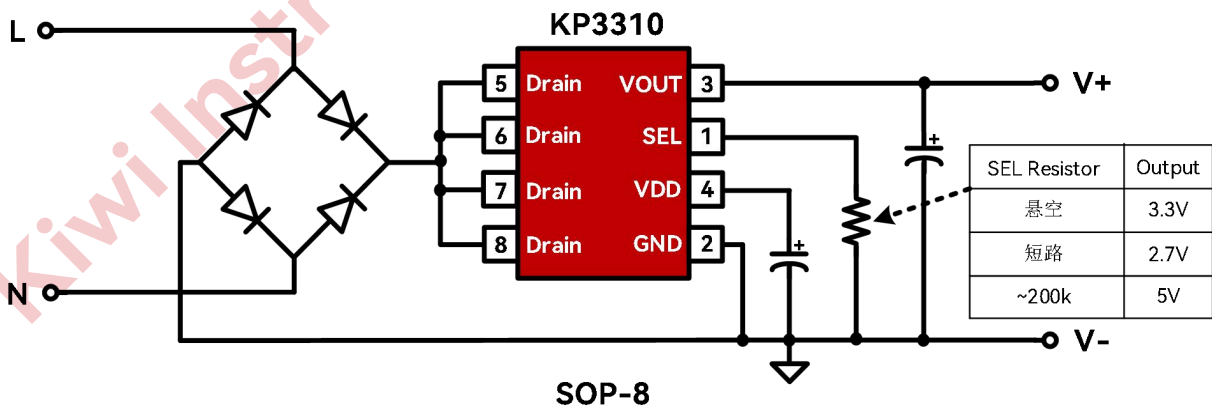 Kiwi Instr
KP3310
L
N
5 Drain VOUT 3
6 Drain SEL 1
7 Drain VDD 4
8 Drain GND 2
+
+
V+
V-
SEL Resistor Output
悬空 3.3V
短路 2.7V
~200k 5V
SOP-8